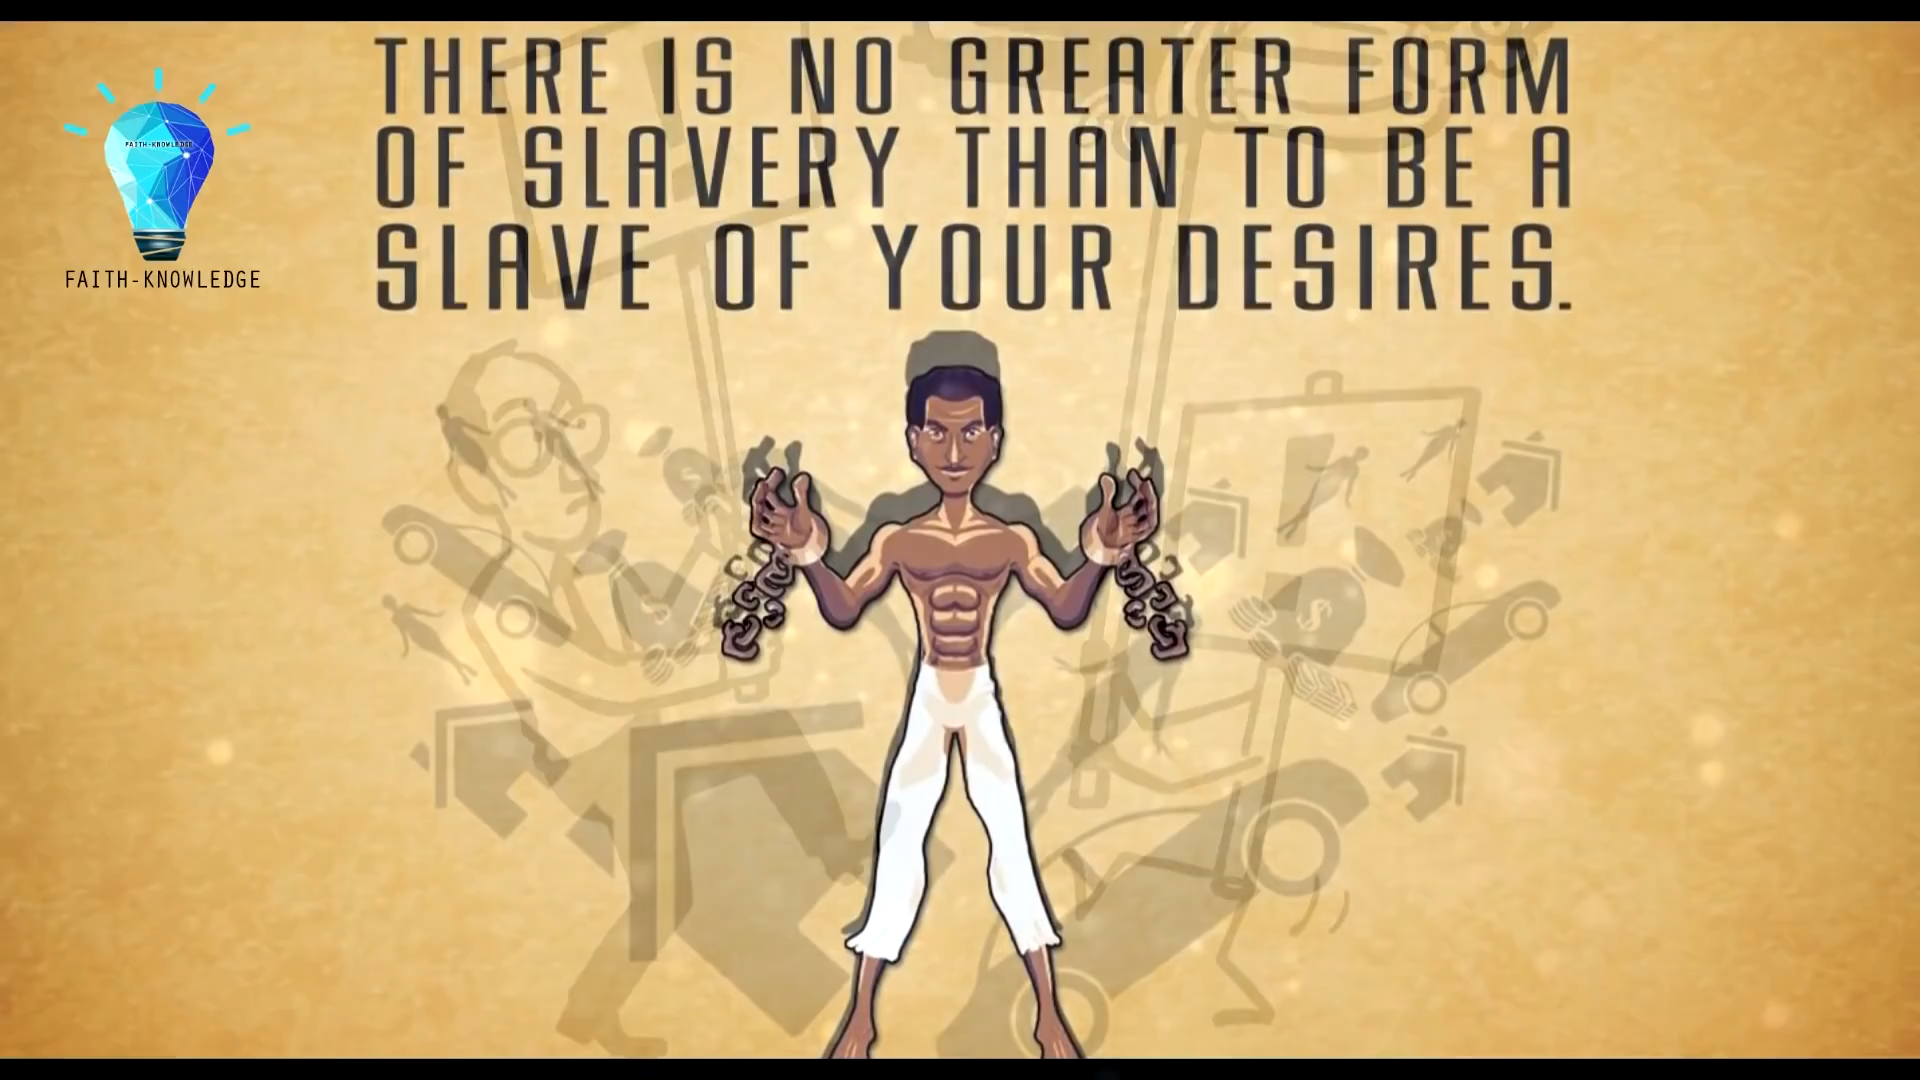 THERE IS NO GREATER FORM
OF SLAVERY THAN TO BE A
SLAVE OF YOUR DESIRES.
FAITH-KNOWLEDGE
FAITH-KNOWLEDGE
$
$
$